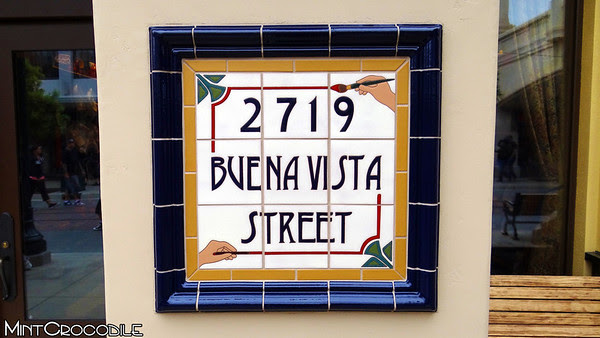 2719
BUENA VISTA
STREET
MINTCROCODILE